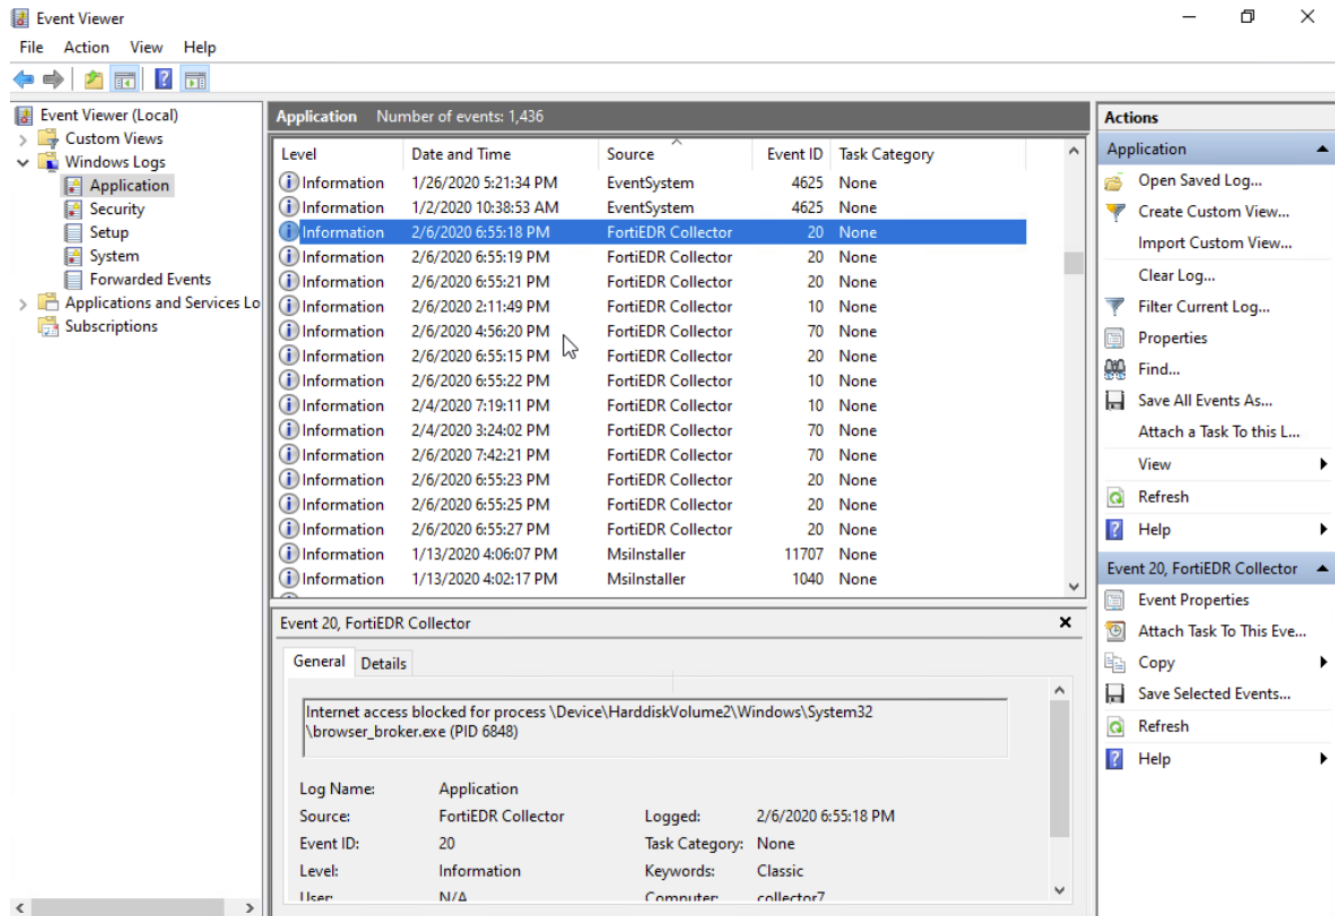 Event Viewer
File Action View Help
Event Viewer (Local)
Custom Views
Windows Logs
Application
Security
Setup
System
Forwarded Events
Applications and Services Lo
Subscriptions
Application Number of events: 1,436
Level Date and Time Source Event ID Task Category
Information 1/26/2020 5:21:34 PM EventSystem 4625 None
Information 1/2/2020 10:38:53 AM EventSystem 4625 None
Information 2/6/2020 6:55:18 PM FortiEDR Collector 20 None
Information 2/6/2020 6:55:19 PM FortiEDR Collector 20 None
Information 2/6/2020 6:55:21 PM FortiEDR Collector 20 None
Information 2/6/2020 2:11:49 PM FortiEDR Collector 10 None
Information 2/6/2020 4:56:20 PM FortiEDR Collector 70 None
Information 2/6/2020 6:55:15 PM FortiEDR Collector 20 None
Information 2/6/2020 6:55:22 PM FortiEDR Collector 10 None
Information 2/4/2020 7:19:11 PM FortiEDR Collector 10 None
Information 2/4/2020 3:24:02 PM FortiEDR Collector 70 None
Information 2/6/2020 7:42:21 PM FortiEDR Collector 70 None
Information 2/6/2020 6:55:23 PM FortiEDR Collector 20 None
Information 2/6/2020 6:55:25 PM FortiEDR Collector 20 None
Information 2/6/2020 6:55:27 PM FortiEDR Collector 20 None
Information 1/13/2020 4:06:07 PM MsiInstaller 11707 None
Information 1/13/2020 4:02:17 PM MsiInstaller 1040 None
Event 20, FortiEDR Collector
General Details
Internet access blocked for process \Device\HarddiskVolume2\Windows\System32
\browser_broker.exe (PID 6848)
Log Name: Application
Source: FortiEDR Collector Logged: 2/6/2020 6:55:18 PM
Event ID: 20 Task Category: None
Level: Information Keywords: Classic
User: N/A Computer: collector7
Actions
Application
Open Saved Log...
Create Custom View...
Import Custom View...
Clear Log...
Filter Current Log...
Properties
Find...
Save All Events As...
Attach a Task To this L...
View
Refresh
Help
Event 20, FortiEDR Collector
Event Properties
Attach Task To This Eve...
Copy
Save Selected Events...
Refresh
Help